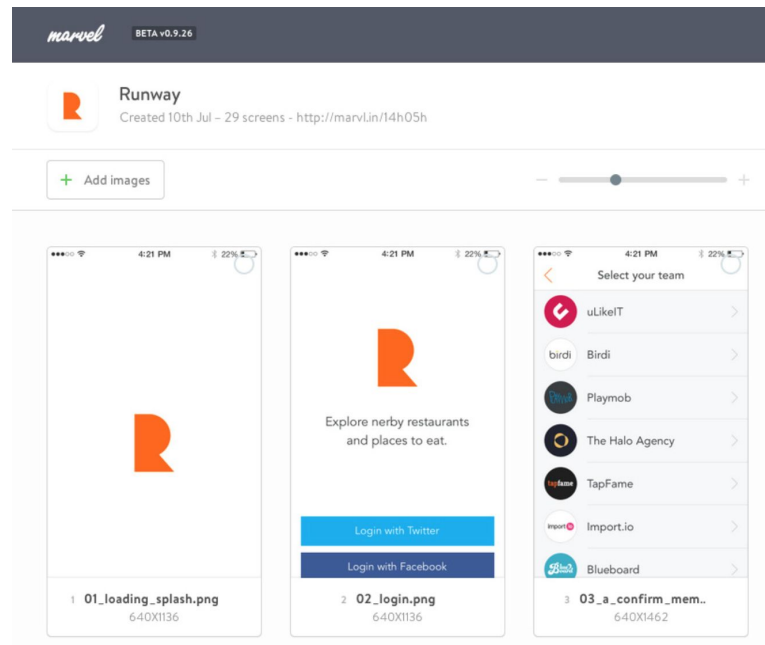 marvel BETA v0.9.26
Runway
Created 10th Jul – 29 screens - http://marvl.in/14h05h
+ Add images
4:21 PM 22%
4:21 PM 22%
4:21 PM 22%
Select your team
uLikeIT
birdi Birdi
Playmob
The Halo Agency
tapfame TapFame
import io Import.io
Blueboard
Explore nerby restaurants
and places to eat.
Login with Twitter
Login with Facebook
1 01_loading_splash.png
640X1136
2 02_login.png
640X1136
3 03_a_confirm_mem..
640X1462